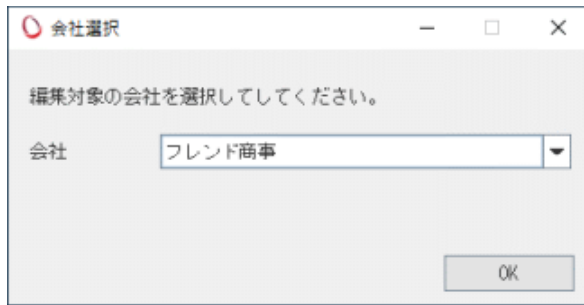 会社選択
編集対象の会社を選択してしてください。
会社 フレンド商事
OK